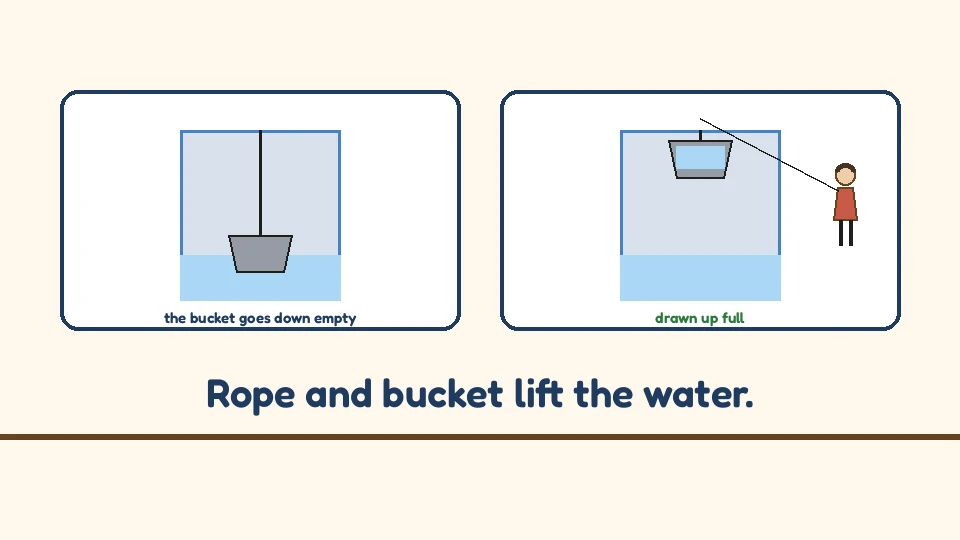 the bucket goes down empty
drawn up full
Rope and bucket lift the water.